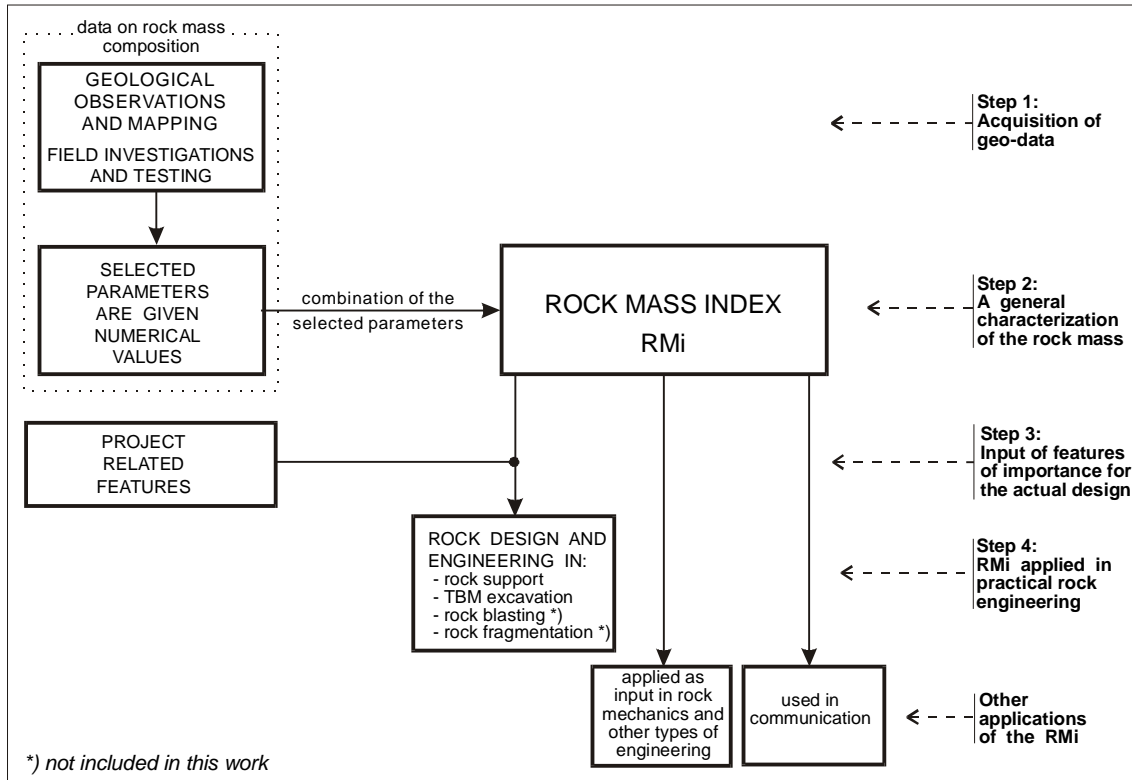 data on rock mass
composition
GEOLOGICAL
OBSERVATIONS
AND MAPPING
FIELD INVESTIGATIONS
AND TESTING
Step 1:
Acquisition of
geo-data
SELECTED
PARAMETERS
ARE GIVEN
NUMERICAL
VALUES
combination of the
selected parameters
ROCK MASS INDEX
RMi
Step 2:
A general
characterization
of the rock mass
PROJECT
RELATED
FEATURES
Step 3:
Input of features
of importance for
the actual design
ROCK DESIGN AND
ENGINEERING IN:
- rock support
- TBM excavation
- rock blasting *)
- rock fragmentation *)
Step 4:
RMi applied in
practical rock
engineering
applied as
input in rock
mechanics and
other types of
engineering
used in
communication
Other
applications
of the RMi
*) not included in this work